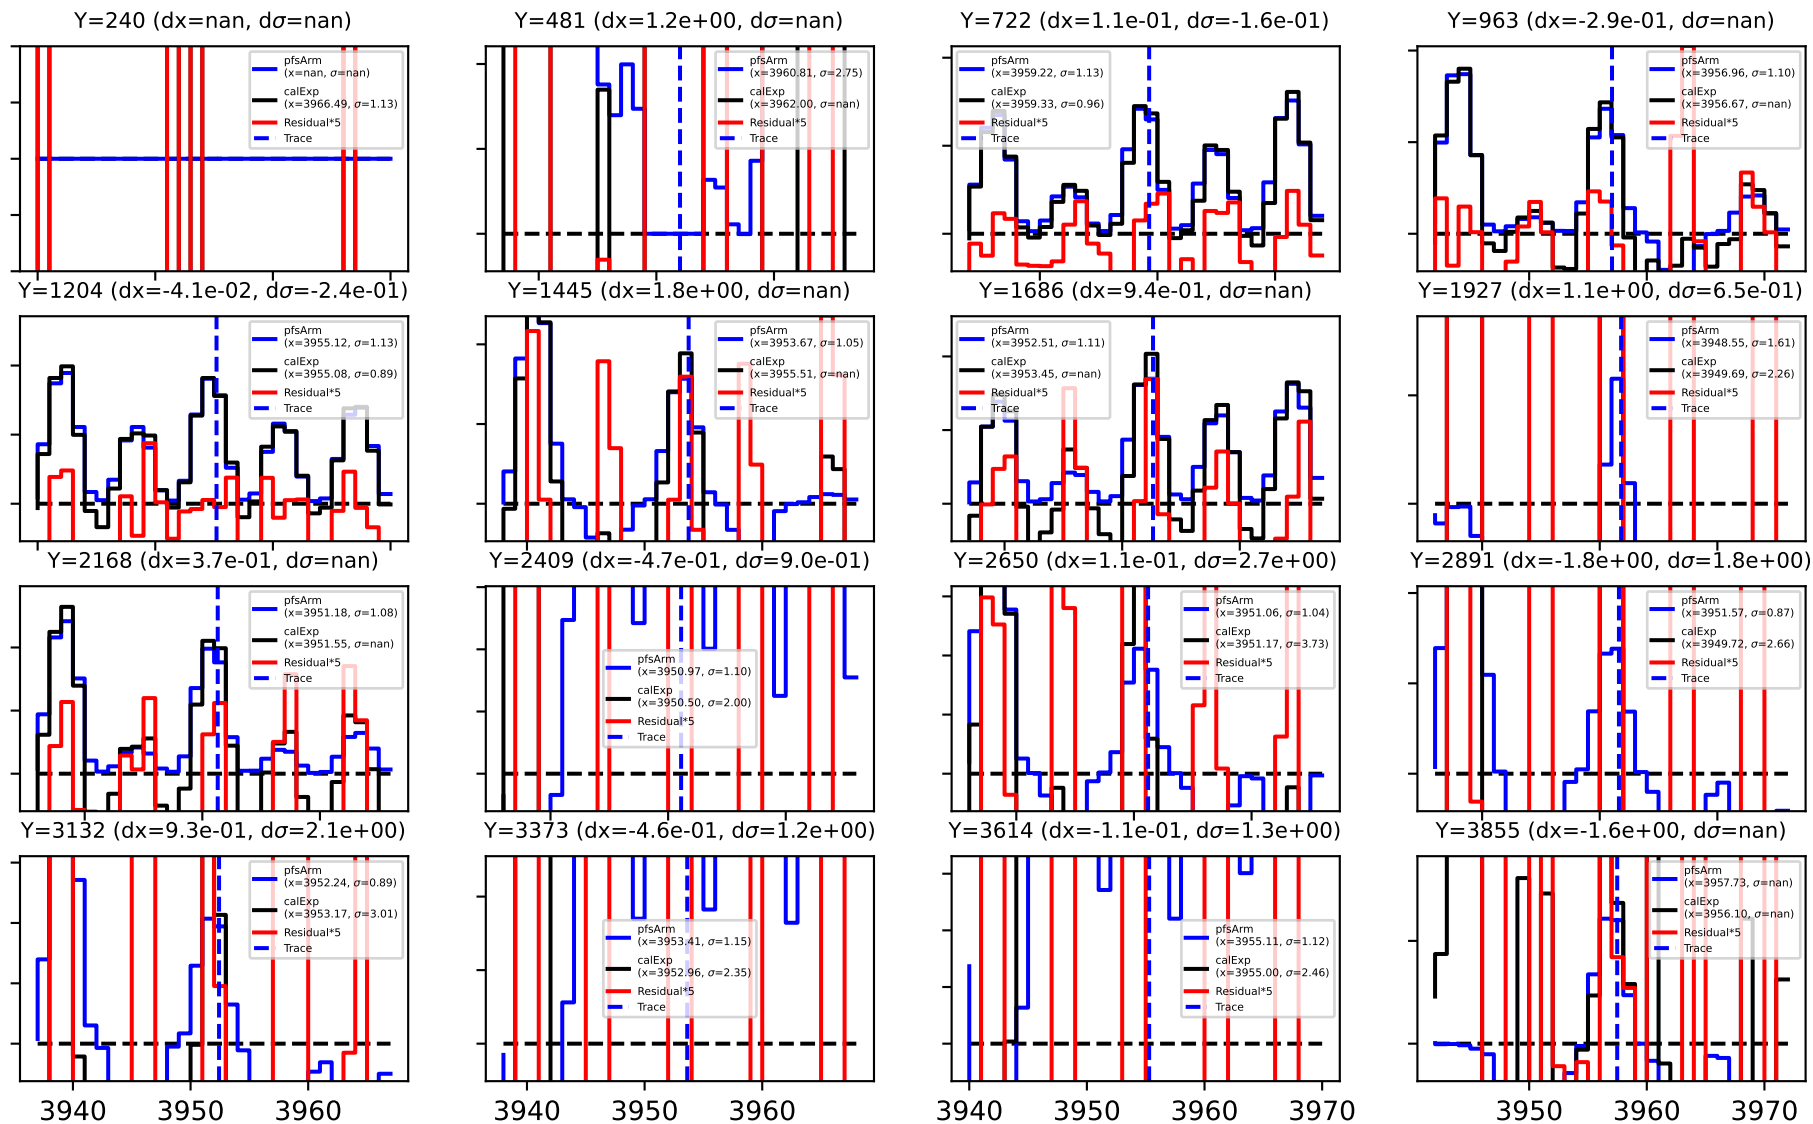 Y=240 (dx=nan, dσ=nan)
pfsArm
(x=nan, σ=nan)
calExp
(x=3966.49, σ=1.13)
Residual*5
Trace
Y=481 (dx=1.2e+00, dσ=nan)
pfsArm
(x=3960.81, σ=2.75)
calExp
(x=3962.00, σ=nan)
Residual*5
Trace
Y=722 (dx=1.1e-01, dσ=-1.6e-01)
pfsArm
(x=3959.22, σ=1.13)
calExp
(x=3959.33, σ=0.96)
Residual*5
Trace
Y=963 (dx=-2.9e-01, dσ=nan)
pfsArm
(x=3956.96, σ=1.10)
calExp
(x=3956.67, σ=nan)
Residual*5
Trace
Y=1204 (dx=-4.1e-02, dσ=-2.4e-01)
pfsArm
(x=3955.12, σ=1.13)
calExp
(x=3955.08, σ=0.89)
Residual*5
Trace
Y=1445 (dx=1.8e+00, dσ=nan)
pfsArm
(x=3953.67, σ=1.05)
calExp
(x=3955.51, σ=nan)
Residual*5
Trace
Y=1686 (dx=9.4e-01, dσ=nan)
pfsArm
(x=3952.51, σ=1.11)
calExp
(x=3953.45, σ=nan)
Residual*5
Trace
Y=1927 (dx=1.1e+00, dσ=6.5e-01)
pfsArm
(x=3948.55, σ=1.61)
calExp
(x=3949.69, σ=2.26)
Residual*5
Trace
Y=2168 (dx=3.7e-01, dσ=nan)
pfsArm
(x=3951.18, σ=1.08)
calExp
(x=3951.55, σ=nan)
Residual*5
Trace
Y=2409 (dx=-4.7e-01, dσ=9.0e-01)
pfsArm
(x=3950.97, σ=1.10)
calExp
(x=3950.50, σ=2.00)
Residual*5
Trace
Y=2650 (dx=1.1e-01, dσ=2.7e+00)
pfsArm
(x=3951.06, σ=1.04)
calExp
(x=3951.17, σ=3.73)
Residual*5
Trace
Y=2891 (dx=-1.8e+00, dσ=1.8e+00)
pfsArm
(x=3951.57, σ=0.87)
calExp
(x=3949.72, σ=2.66)
Residual*5
Trace
Y=3132 (dx=9.3e-01, dσ=2.1e+00)
pfsArm
(x=3952.24, σ=0.89)
calExp
(x=3953.17, σ=3.01)
Residual*5
Trace
Y=3373 (dx=-4.6e-01, dσ=1.2e+00)
pfsArm
(x=3953.41, σ=1.15)
calExp
(x=3952.96, σ=2.35)
Residual*5
Trace
Y=3614 (dx=-1.1e-01, dσ=1.3e+00)
pfsArm
(x=3955.11, σ=1.12)
calExp
(x=3955.00, σ=2.46)
Residual*5
Trace
Y=3855 (dx=-1.6e+00, dσ=nan)
pfsArm
(x=3957.73, σ=nan)
calExp
(x=3956.10, σ=nan)
Residual*5
Trace
3940 3950 3960
3940 3950 3960
3940 3950 3960 3970
3950 3960 3970